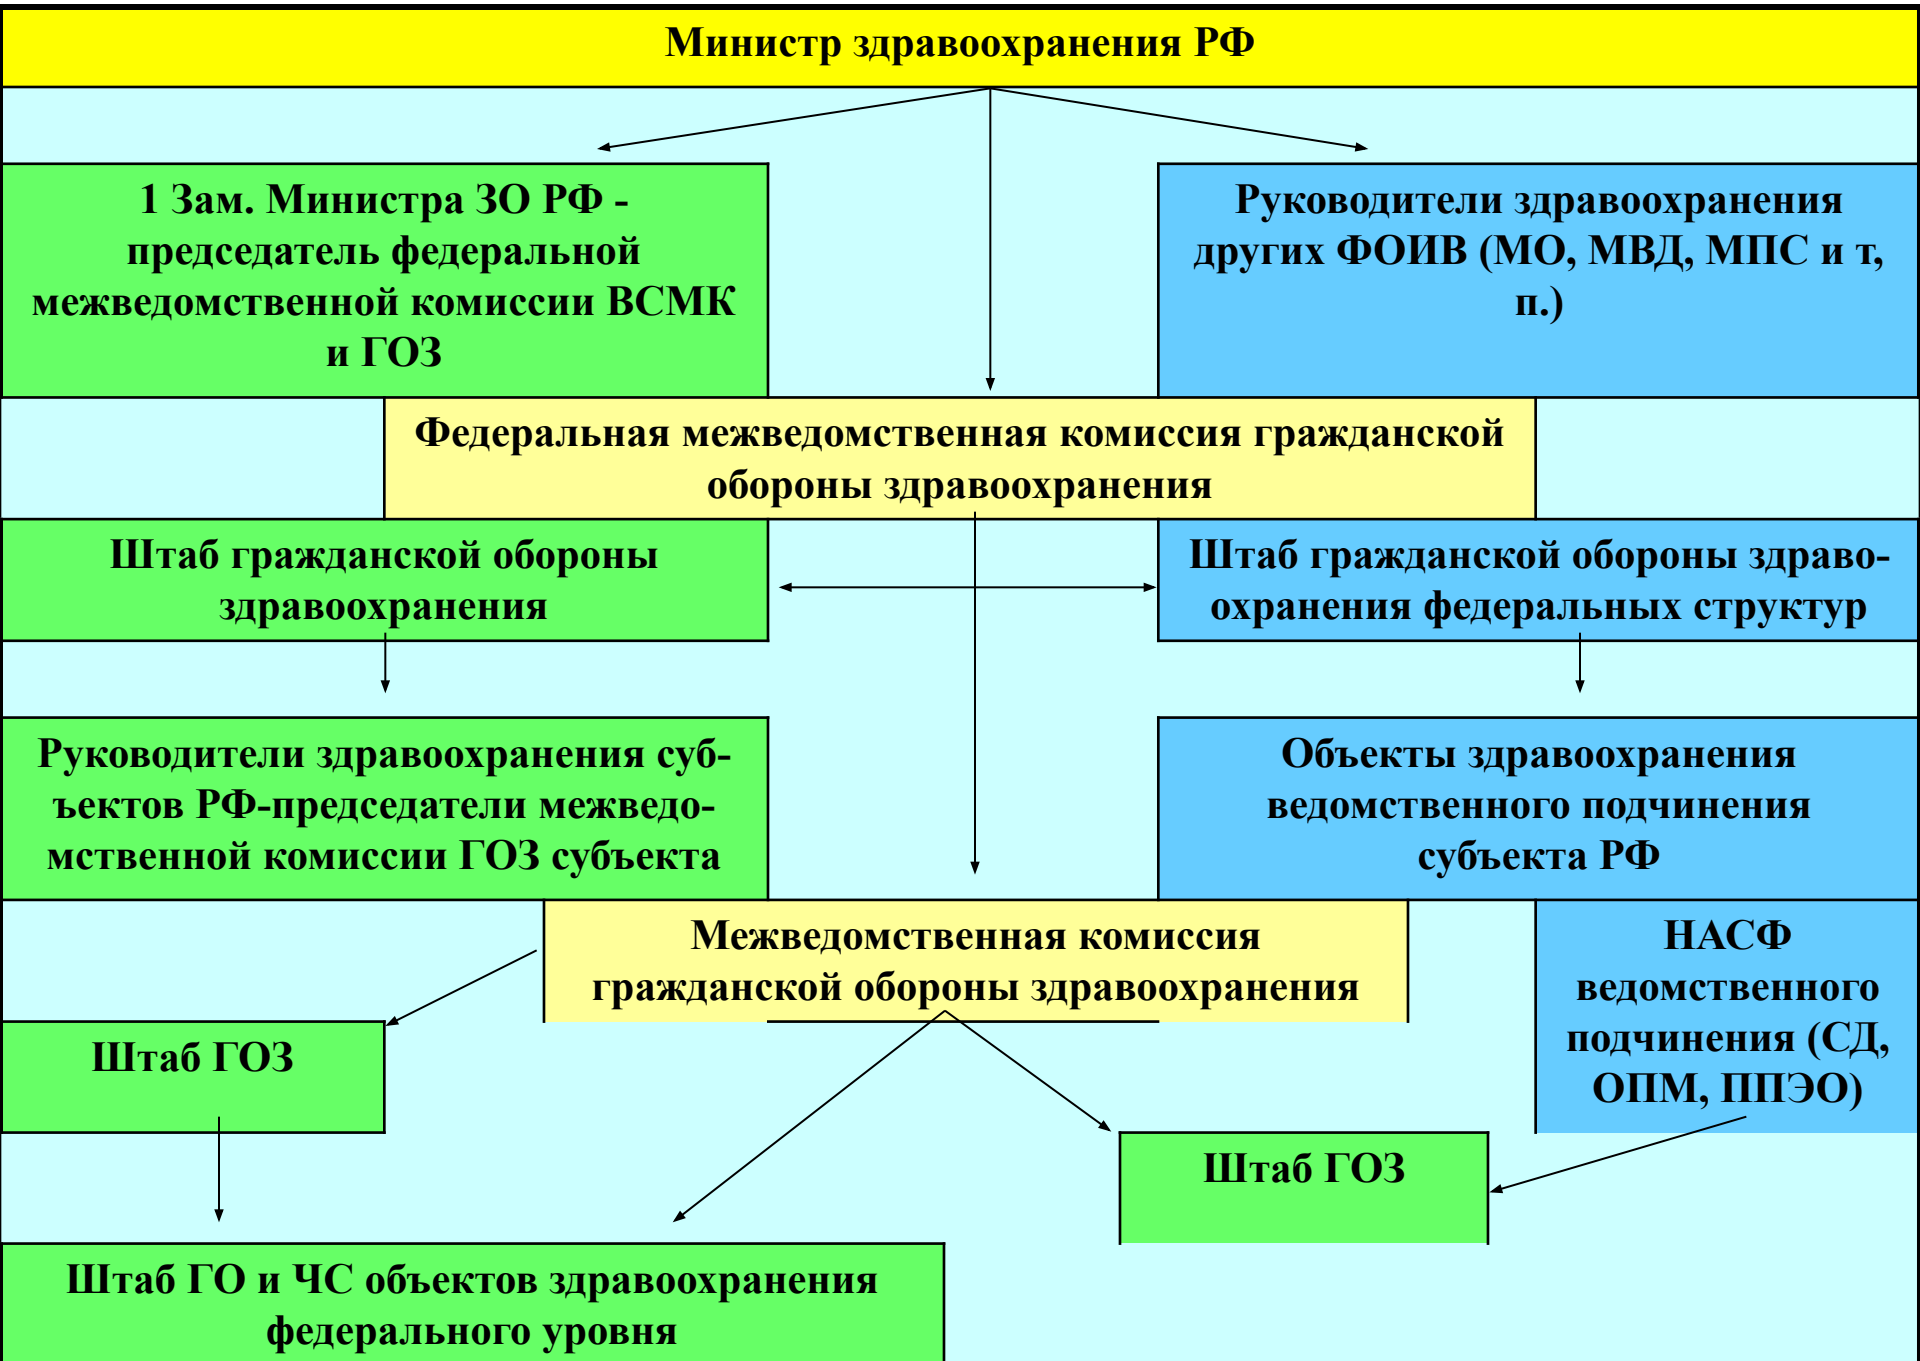 Министр здравоохранения РФ
1 Зам. Министра ЗО РФ -
председатель федеральной
межведомственной комиссии ВСМК
и ГОЗ
Руководители здравоохранения
других ФОИВ (МО, МВД, МПС и т,
п.)
Федеральная межведомственная комиссия гражданской
обороны здравоохранения
Штаб гражданской обороны
здравоохранения
Штаб гражданской обороны здраво-
охранения федеральных структур
Руководители здравоохранения суб-
ъектов РФ-председатели межведо-
мственной комиссии ГОЗ субъекта
Объекты здравоохранения
ведомственного подчинения
субъекта РФ
Межведомственная комиссия
гражданской обороны здравоохранения
НАСФ
ведомственного
подчинения (СД,
ОПМ, ППЭО)
Штаб ГОЗ
Штаб ГОЗ
Штаб ГО и ЧС объектов здравоохранения
федерального уровня